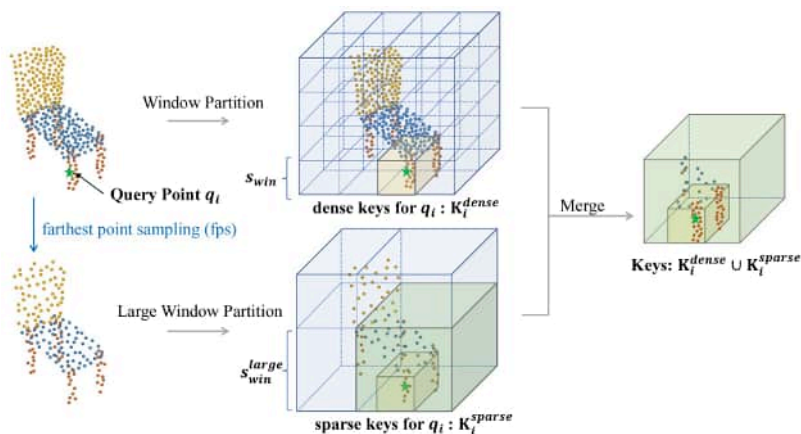 Window Partition
s_win
Query Point q_i
dense keys for q_i : K_i^dense
farthest point sampling (fps)
Merge
Keys: K_i^dense ∪ K_i^sparse
Large Window Partition
s_win^large
sparse keys for q_i : K_i^sparse